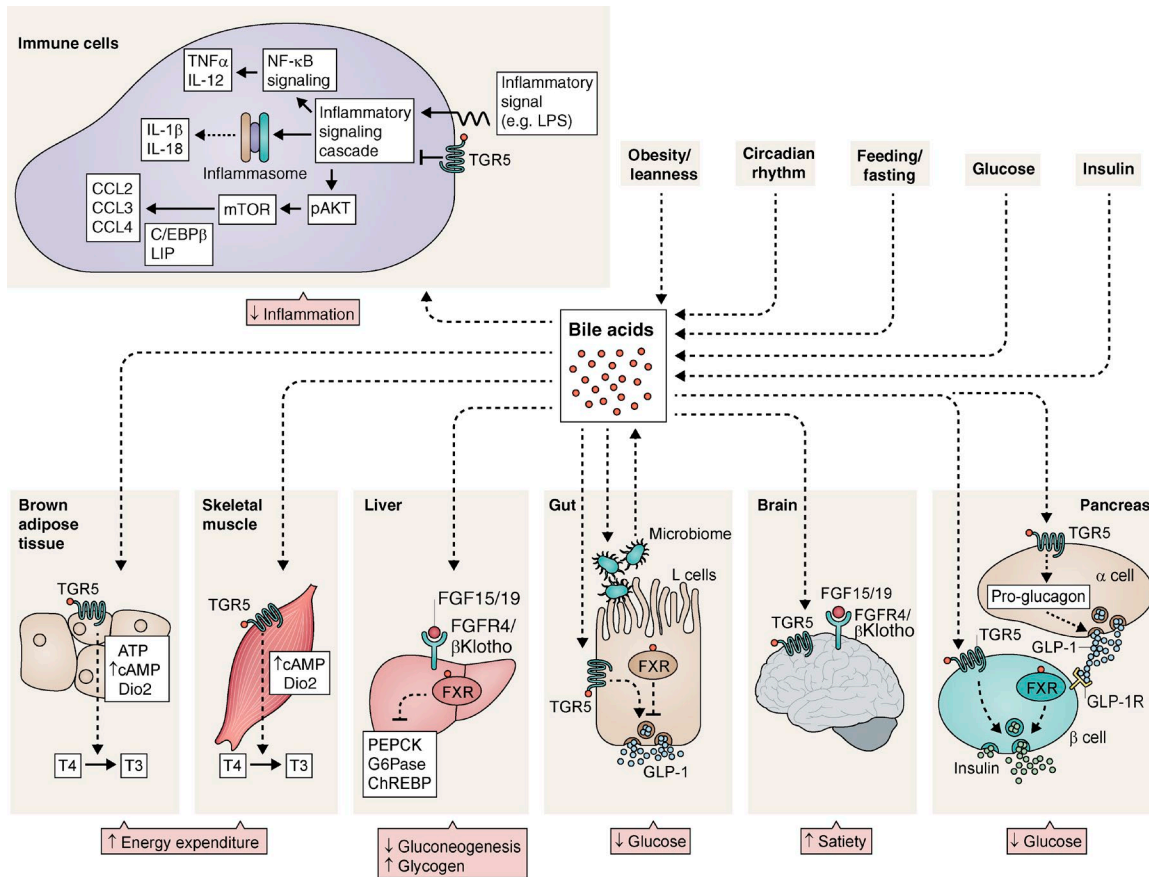 Immune cells
TNFα
IL-12
NF-κB
signaling
Inflammatory
signal
(e.g. LPS)
IL-1β
IL-18
Inflammasome
Inflammatory
signaling
cascade
TGR5
CCL2
CCL3
CCL4
mTOR
pAKT
C/EBPβ
LIP
↓ Inflammation
Obesity/
leanness
Circadian
rhythm
Feeding/
fasting
Glucose
Insulin
Bile acids
Brown
adipose
tissue
TGR5
ATP
↑cAMP
Dio2
T4
T3
Skeletal
muscle
TGR5
↑cAMP
Dio2
T4
T3
↑ Energy expenditure
Liver
FGF15/19
FGFR4/
βKlotho
FXR
PEPCK
G6Pase
ChREBP
↓ Gluconeogenesis
↑ Glycogen
Gut
Microbiome
L cells
FXR
TGR5
GLP-1
↓ Glucose
Brain
FGF15/19
TGR5
FGFR4/
βKlotho
↑ Satiety
Pancreas
TGR5
α cell
Pro-glucagon
GLP-1
TGR5
FXR
GLP-1R
β cell
Insulin
↓ Glucose